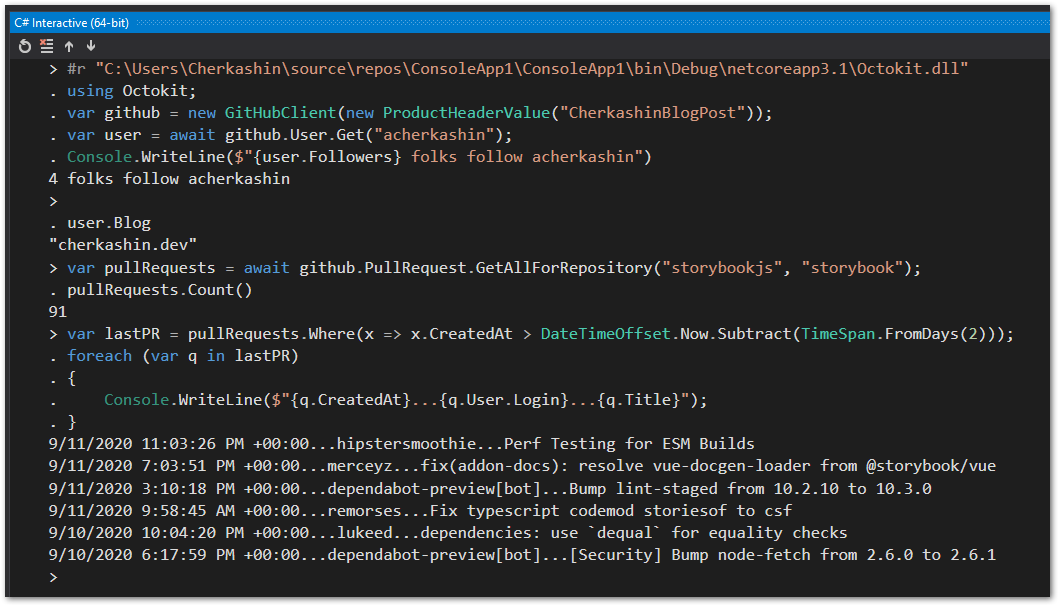 C# Interactive (64-bit)
> #r "C:\Users\Cherkashin\source\repos\ConsoleApp1\ConsoleApp1\bin\Debug\netcoreapp3.1\Octokit.dll"
. using Octokit;
. var github = new GitHubClient(new ProductHeaderValue("CherkashinBlogPost"));
. var user = await github.User.Get("acherkashin");
. Console.WriteLine($"{user.Followers} folks follow acherkashin")
4 folks follow acherkashin
>
. user.Blog
"cherkashin.dev"
> var pullRequests = await github.PullRequest.GetAllForRepository("storybookjs", "storybook");
. pullRequests.Count()
91
> var lastPR = pullRequests.Where(x => x.CreatedAt > DateTimeOffset.Now.Subtract(TimeSpan.FromDays(2)));
. foreach (var q in lastPR)
. {
.     Console.WriteLine($"{q.CreatedAt}...{q.User.Login}...{q.Title}");
. }
9/11/2020 11:03:26 PM +00:00...hipstersmoothie...Perf Testing for ESM Builds
9/11/2020 7:03:51 PM +00:00...merceyz...fix(addon-docs): resolve vue-docgen-loader from @storybook/vue
9/11/2020 3:10:18 PM +00:00...dependabot-preview[bot]...Bump lint-staged from 10.2.10 to 10.3.0
9/11/2020 9:58:45 AM +00:00...remorses...Fix typescript codemod storiesof to csf
9/10/2020 10:04:20 PM +00:00...lukeed...dependencies: use `dequal` for equality checks
9/10/2020 6:17:59 PM +00:00...dependabot-preview[bot]...[Security] Bump node-fetch from 2.6.0 to 2.6.1
>